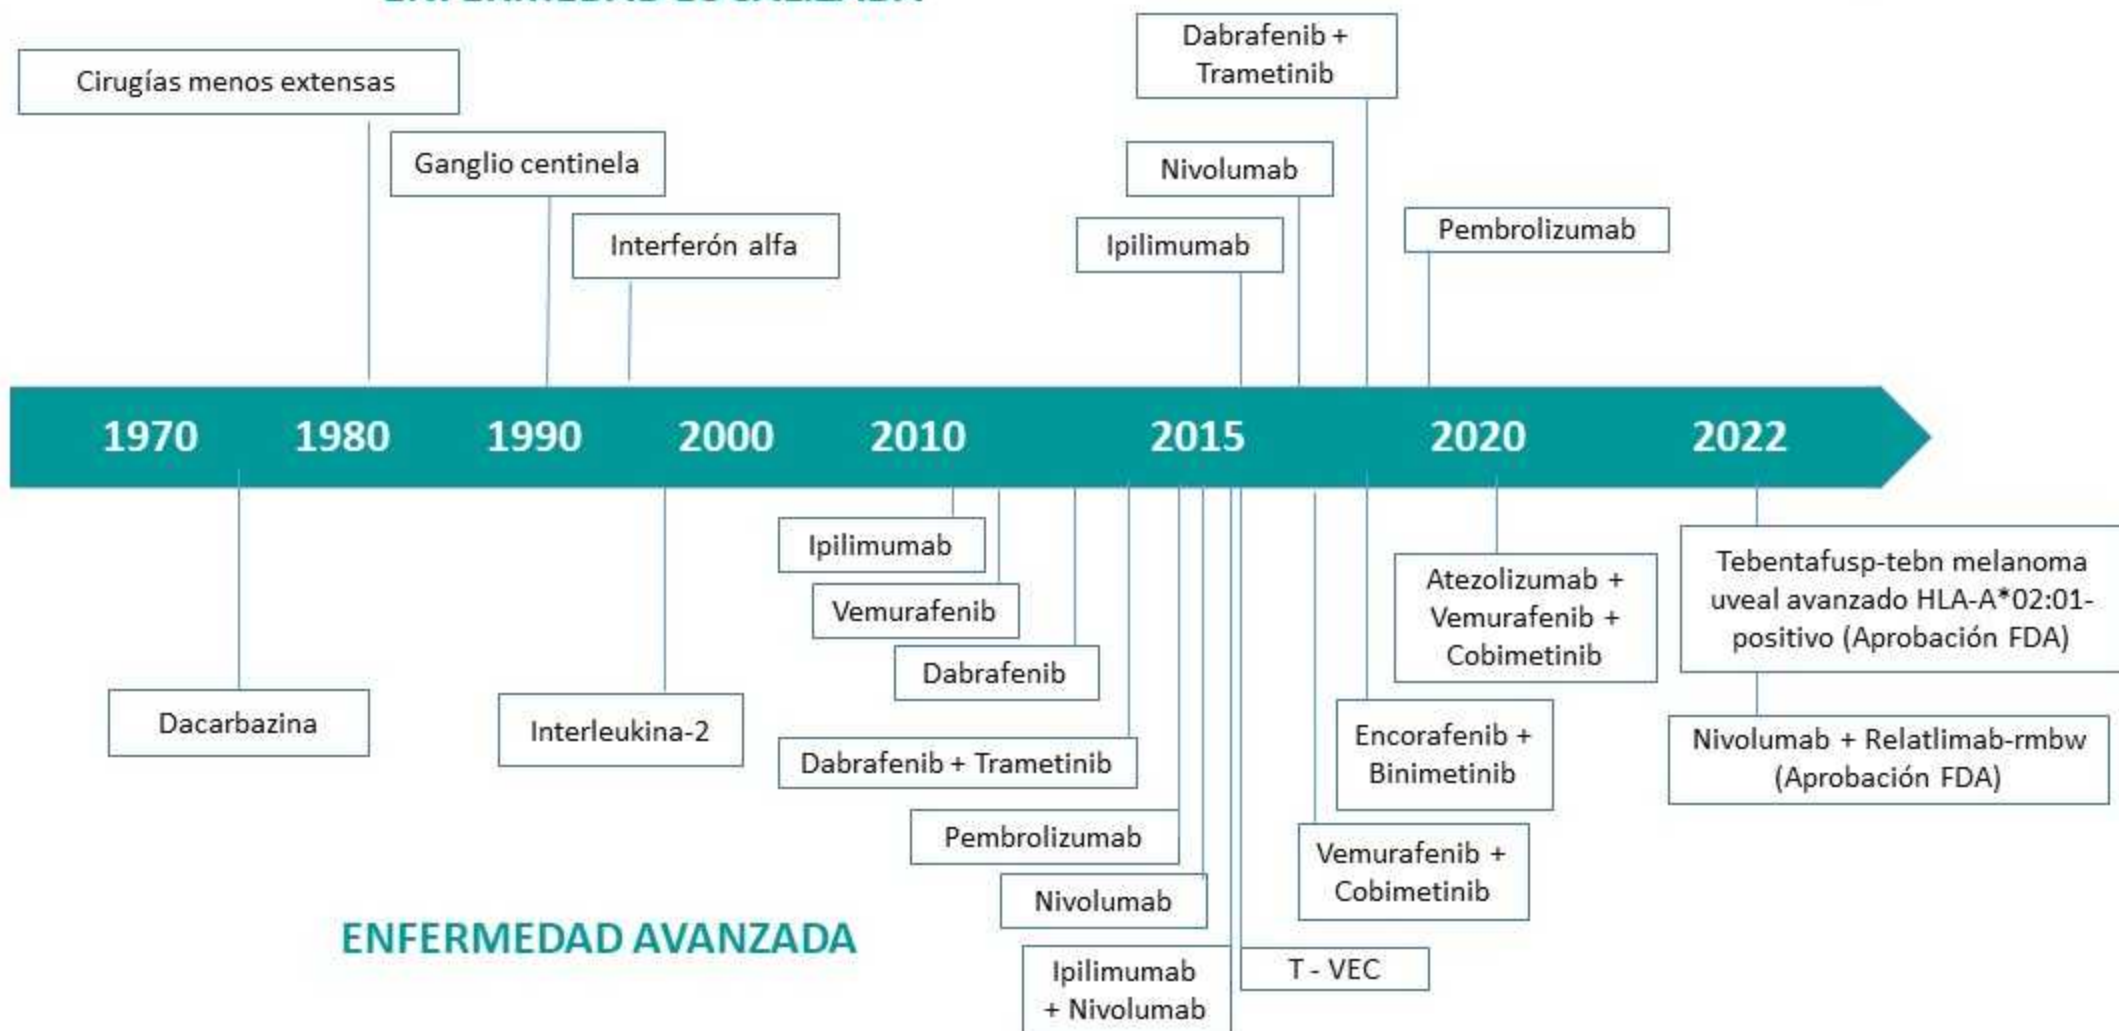 ENFERMEDAD LOCALIZADA
Dabrafenib +
Trametinib
Cirugías menos extensas
Ganglio centinela
Nivolumab
Interferón alfa
Ipilimumab
Pembrolizumab
1970 1980 1990 2000 2010 2015 2020 2022
Ipilimumab
Vemurafenib
Dabrafenib
Dacarbazina
Interleukina-2
Dabrafenib + Trametinib
Pembrolizumab
Nivolumab
Ipilimumab
+ Nivolumab
T - VEC
Vemurafenib +
Cobimetinib
Encorafenib +
Binimetinib
Atezolizumab +
Vemurafenib +
Cobimetinib
Tebentafusp-tebn melanoma
uveal avanzado HLA-A*02:01-
positivo (Aprobación FDA)
Nivolumab + Relatlimab-rmbw
(Aprobación FDA)
ENFERMEDAD AVANZADA